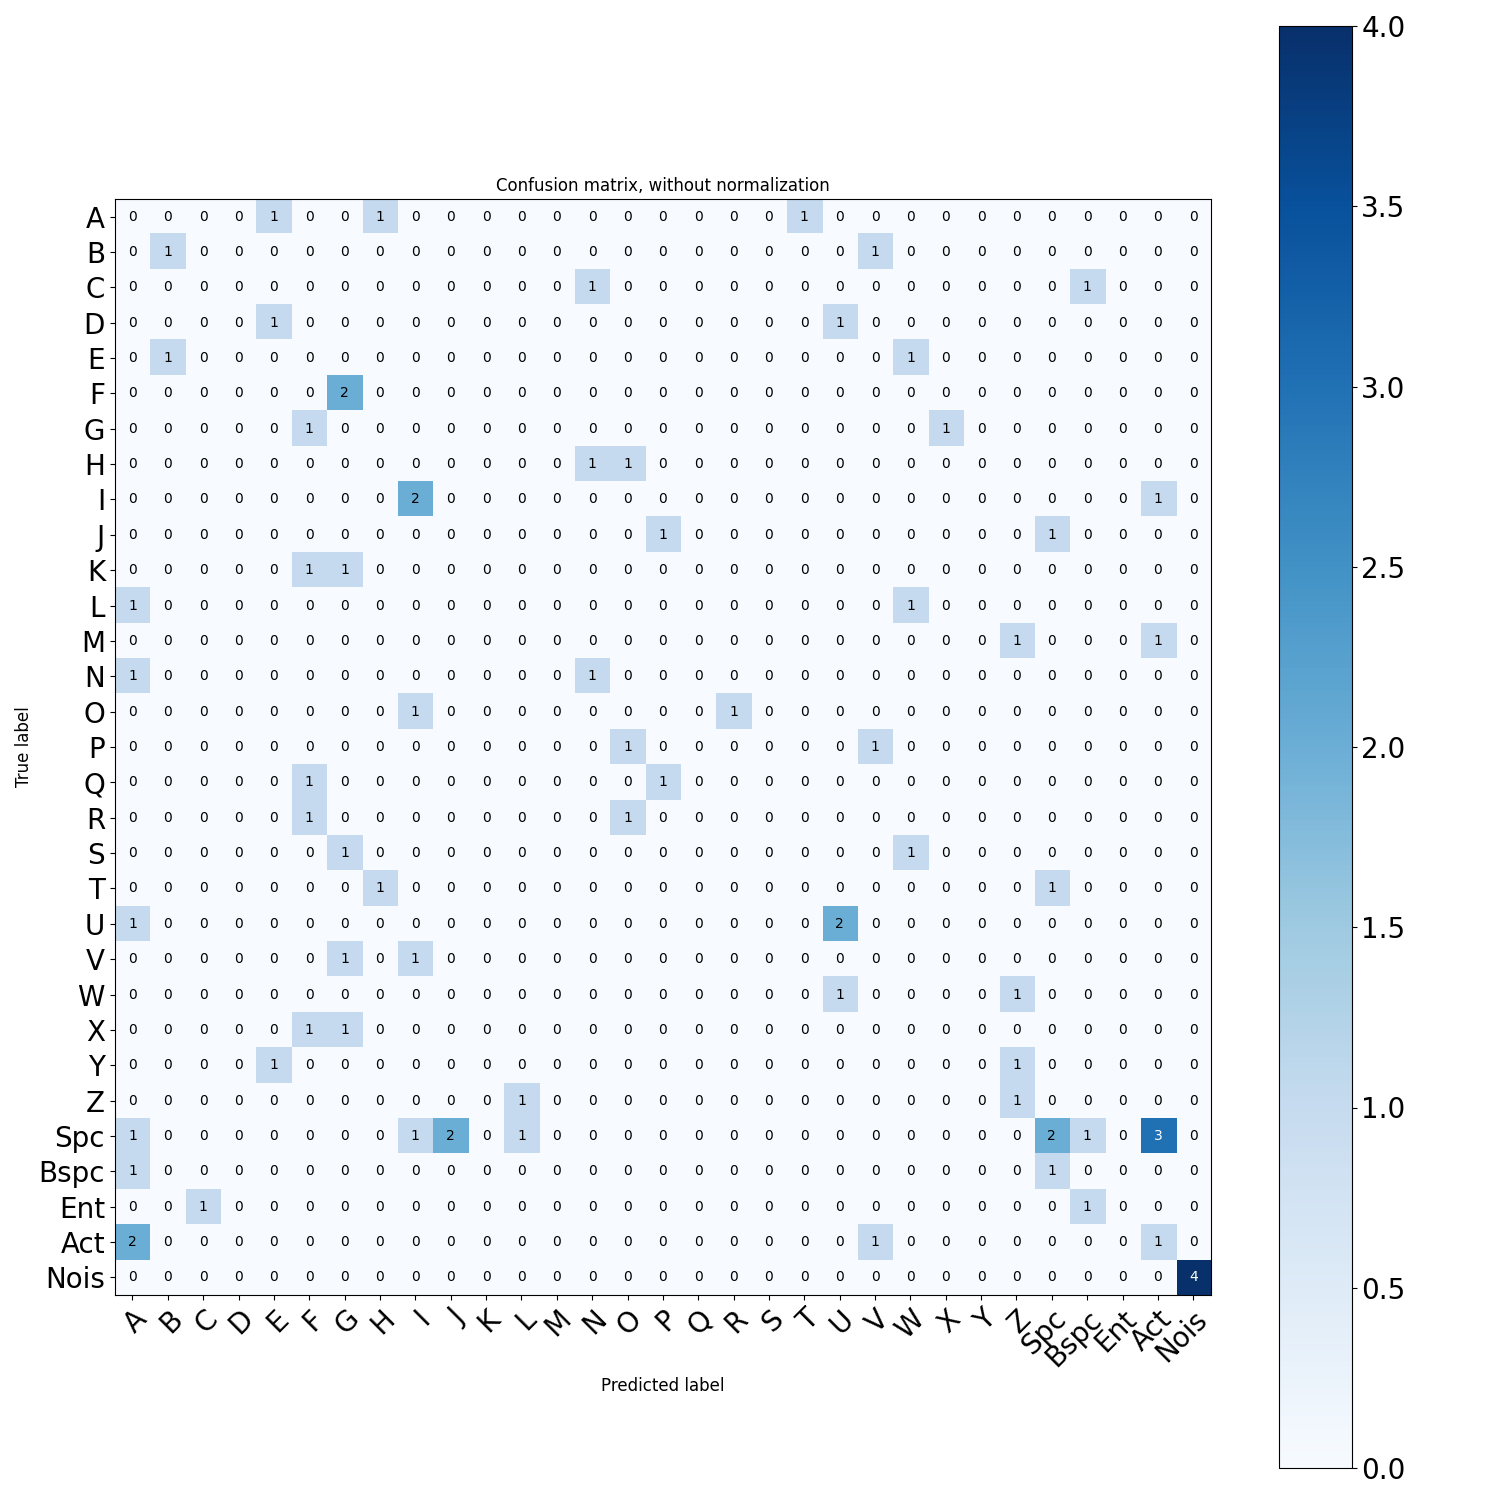 Confusion matrix, without normalization
A 0 0 0 0 1 0 0 1 0 0 0 0 0 0 0 0 0 0 0 1 0 0 0 0 0 0 0 0 0 0 0
B 0 1 0 0 0 0 0 0 0 0 0 0 0 0 0 0 0 0 0 0 0 1 0 0 0 0 0 0 0 0 0
C 0 0 0 0 0 0 0 0 0 0 0 0 0 1 0 0 0 0 0 0 0 0 0 0 0 0 0 1 0 0 0
D 0 0 0 0 1 0 0 0 0 0 0 0 0 0 0 0 0 0 0 0 1 0 0 0 0 0 0 0 0 0 0
E 0 1 0 0 0 0 0 0 0 0 0 0 0 0 0 0 0 0 0 0 0 0 1 0 0 0 0 0 0 0 0
F 0 0 0 0 0 0 2 0 0 0 0 0 0 0 0 0 0 0 0 0 0 0 0 0 0 0 0 0 0 0 0
G 0 0 0 0 0 1 0 0 0 0 0 0 0 0 0 0 0 0 0 0 0 0 0 1 0 0 0 0 0 0 0
H 0 0 0 0 0 0 0 0 0 0 0 0 0 1 1 0 0 0 0 0 0 0 0 0 0 0 0 0 0 0 0
I 0 0 0 0 0 0 0 0 2 0 0 0 0 0 0 0 0 0 0 0 0 0 0 0 0 0 0 0 0 1 0
J 0 0 0 0 0 0 0 0 0 0 0 0 0 0 0 1 0 0 0 0 0 0 0 0 0 0 1 0 0 0 0
K 0 0 0 0 0 1 1 0 0 0 0 0 0 0 0 0 0 0 0 0 0 0 0 0 0 0 0 0 0 0 0
L 1 0 0 0 0 0 0 0 0 0 0 0 0 0 0 0 0 0 0 0 0 0 1 0 0 0 0 0 0 0 0
M 0 0 0 0 0 0 0 0 0 0 0 0 0 0 0 0 0 0 0 0 0 0 0 0 0 1 0 0 0 1 0
N 1 0 0 0 0 0 0 0 0 0 0 0 0 1 0 0 0 0 0 0 0 0 0 0 0 0 0 0 0 0 0
O 0 0 0 0 0 0 0 0 1 0 0 0 0 0 0 0 0 1 0 0 0 0 0 0 0 0 0 0 0 0 0
P 0 0 0 0 0 0 0 0 0 0 0 0 0 0 1 0 0 0 0 0 0 1 0 0 0 0 0 0 0 0 0
Q 0 0 0 0 0 1 0 0 0 0 0 0 0 0 0 1 0 0 0 0 0 0 0 0 0 0 0 0 0 0 0
R 0 0 0 0 0 1 0 0 0 0 0 0 0 0 1 0 0 0 0 0 0 0 0 0 0 0 0 0 0 0 0
S 0 0 0 0 0 0 1 0 0 0 0 0 0 0 0 0 0 0 0 0 0 0 1 0 0 0 0 0 0 0 0
T 0 0 0 0 0 0 0 1 0 0 0 0 0 0 0 0 0 0 0 0 0 0 0 0 0 0 1 0 0 0 0
U 1 0 0 0 0 0 0 0 0 0 0 0 0 0 0 0 0 0 0 0 2 0 0 0 0 0 0 0 0 0 0
V 0 0 0 0 0 0 1 0 1 0 0 0 0 0 0 0 0 0 0 0 0 0 0 0 0 0 0 0 0 0 0
W 0 0 0 0 0 0 0 0 0 0 0 0 0 0 0 0 0 0 0 0 1 0 0 0 0 1 0 0 0 0 0
X 0 0 0 0 0 1 1 0 0 0 0 0 0 0 0 0 0 0 0 0 0 0 0 0 0 0 0 0 0 0 0
Y 0 0 0 0 1 0 0 0 0 0 0 0 0 0 0 0 0 0 0 0 0 0 0 0 0 1 0 0 0 0 0
Z 0 0 0 0 0 0 0 0 0 0 0 1 0 0 0 0 0 0 0 0 0 0 0 0 0 1 0 0 0 0 0
Spc 1 0 0 0 0 0 0 0 1 2 0 1 0 0 0 0 0 0 0 0 0 0 0 0 0 0 2 1 0 3 0
Bspc 1 0 0 0 0 0 0 0 0 0 0 0 0 0 0 0 0 0 0 0 0 0 0 0 0 0 1 0 0 0 0
Ent 0 0 1 0 0 0 0 0 0 0 0 0 0 0 0 0 0 0 0 0 0 0 0 0 0 0 0 1 0 0 0
Act 2 0 0 0 0 0 0 0 0 0 0 0 0 0 0 0 0 0 0 0 0 1 0 0 0 0 0 0 0 1 0
Nois 0 0 0 0 0 0 0 0 0 0 0 0 0 0 0 0 0 0 0 0 0 0 0 0 0 0 0 0 0 0 4
A B C D E F G H I J K L M N O P Q R S T U V W X Y Z Spc Bspc Ent Act Nois
Predicted label
True label
4.0
3.5
3.0
2.5
2.0
1.5
1.0
0.5
0.0